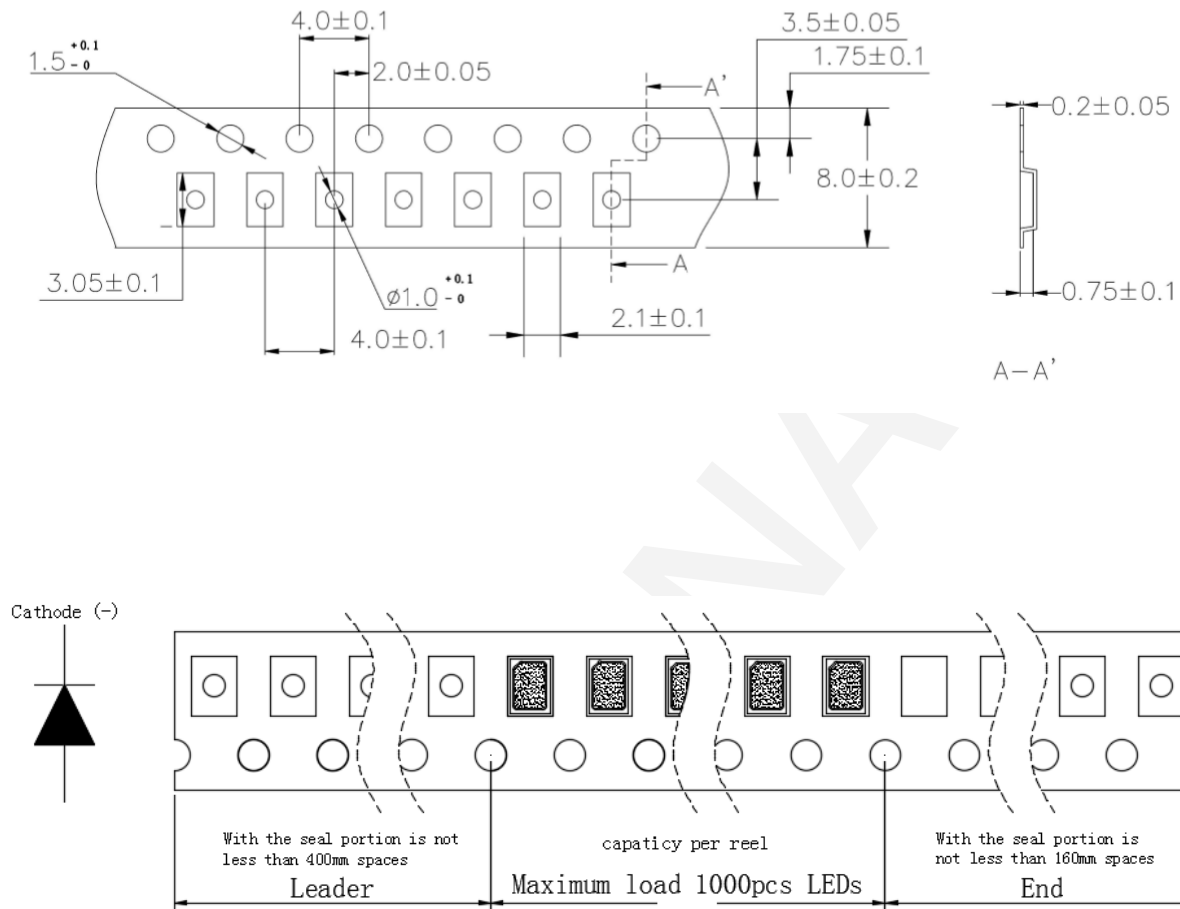 4.0±0.1
3.5±0.05
1.5 +0.1 -0
1.75±0.1
2.0±0.05
A'
0.2±0.05
8.0±0.2
A
3.05±0.1
ø1.0 +0.1 -0
0.75±0.1
2.1±0.1
4.0±0.1
A-A'
NA
Cathode (-)
With the seal portion is not
less than 400mm spaces
Leader
capaticy per reel
Maximum load 1000pcs LEDs
With the seal portion is
not less than 160mm spaces
End